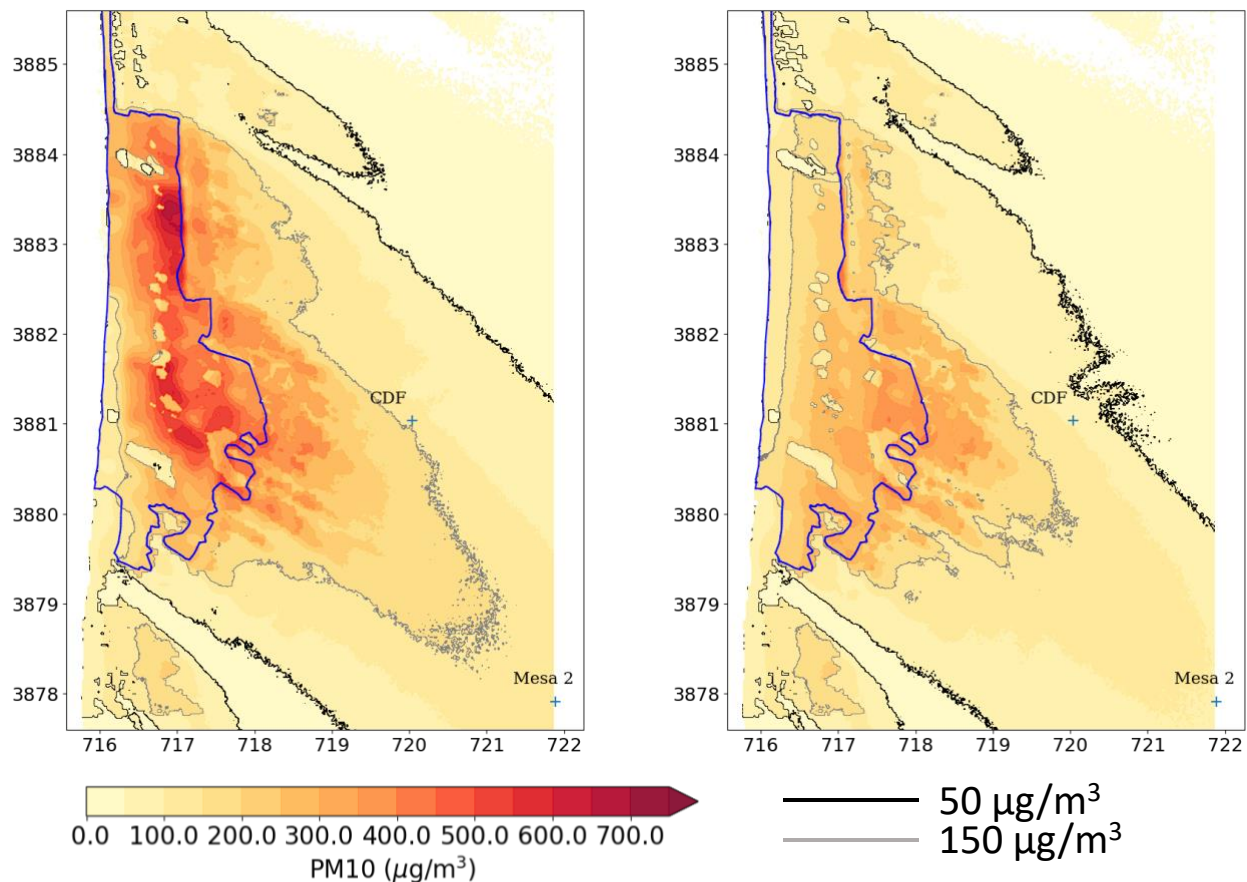 3885
3884
3883
3882
3881
3880
3879
3878
CDF
Mesa 2
716 717 718 719 720 721 722
3885
3884
3883
3882
3881
3880
3879
3878
CDF
Mesa 2
716 717 718 719 720 721 722
0.0 100.0 200.0 300.0 400.0 500.0 600.0 700.0
PM10 (μg/m³)
50 μg/m³
150 μg/m³